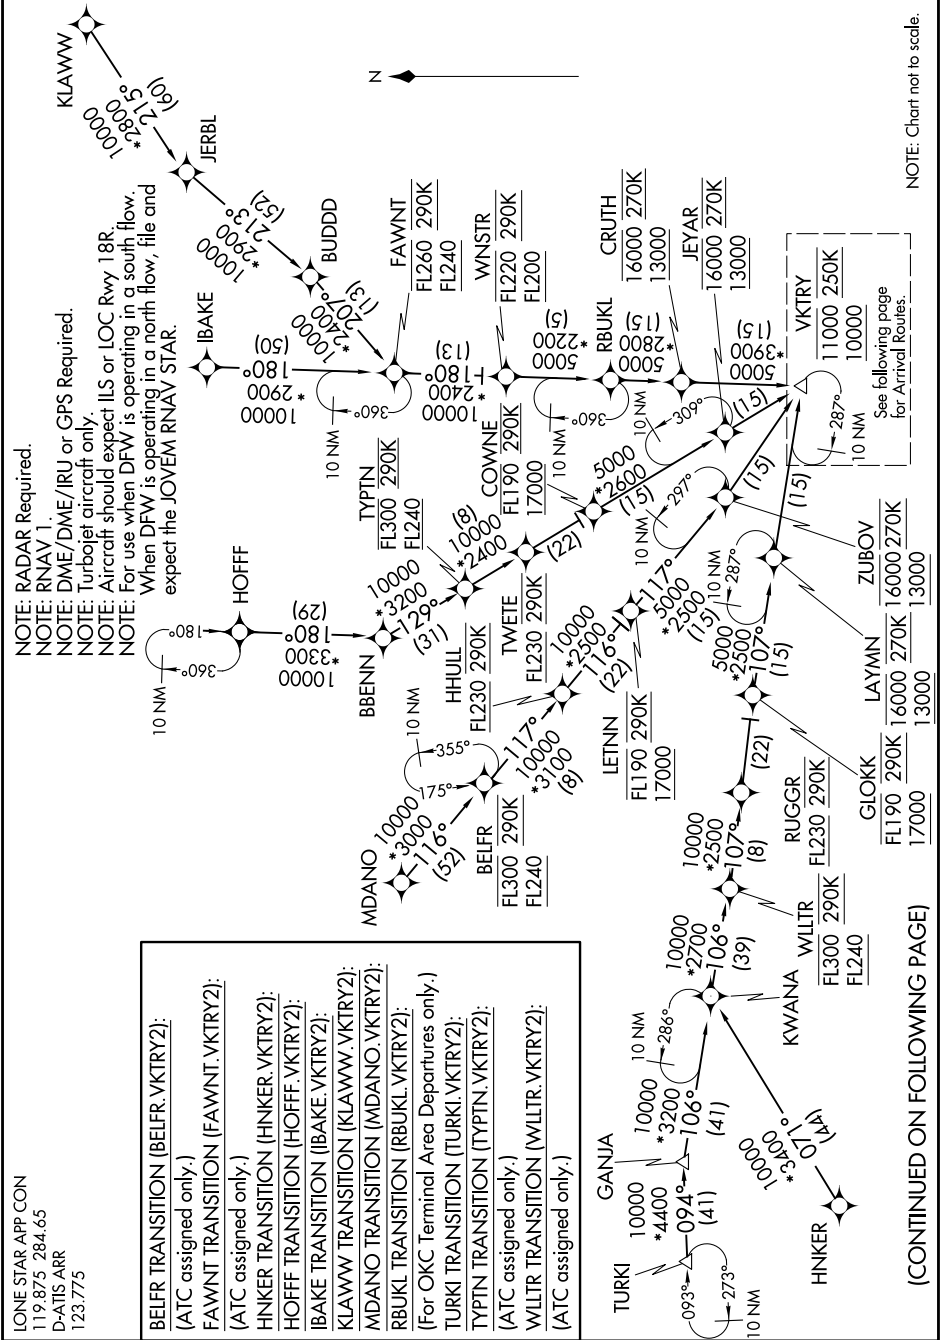 LONE STAR APP CON
119.875 284.65
D-ATIS ARR
123.775
NOTE: RADAR Required.
NOTE: RNAV 1.
NOTE: DME/DME/IRU or GPS Required.
NOTE: Turbojet aircraft only.
NOTE: Aircraft should expect ILS or LOC Rwy 18R.
NOTE: For use when DFW is operating in a south flow.
When DFW is operating in a north flow, file and
expect the JOVEM RNAV STAR.
BELFR TRANSITION (BELFR.VKTRY2):
(ATC assigned only.)
FAWNT TRANSITION (FAWNT.VKTRY2):
(ATC assigned only.)
HNKER TRANSITION (HNKER.VKTRY2):
HOFFF TRANSITION (HOFFF.VKTRY2):
IBAKE TRANSITION (IBAKE.VKTRY2):
KLAWW TRANSITION (KLAWW.VKTRY2):
MDANO TRANSITION (MDANO.VKTRY2):
RBUKL TRANSITION (RBUKL.VKTRY2):
(For OKC Terminal Area Departures only.)
TURKI TRANSITION (TURKI.VKTRY2):
TYPTN TRANSITION (TYPTN.VKTRY2):
(ATC assigned only.)
WLLTR TRANSITION (WLLTR.VKTRY2):
(ATC assigned only.)
KLAWW
10000
*2800
215°
(60)
JERBL
10000
*2900
213°
(52)
BUDDD
10000
*2400
207°
(13)
N
IBAKE
10000
*2900
180°
(50)
FAWNT
FL260 290K
FL240
10 NM
360°
10000
*2400
180°
(13)
WNSTR
FL220 290K
FL200
5000
*2200
(5)
10 NM
360°
RBUKL
5000
*2800
(15)
CRUTH
16000 270K
13000
5000
*3900
(15)
JEYAR
16000 270K
13000
10 NM
309°
(15)
VKTRY
11000 250K
10000
See following page
for Arrival Routes.
287°
10 NM
HOFFF
10 NM
180°
360°
10000
*3300
180°
(29)
BBENN
10000
*3200
129°
(31)
TYPTN
FL300 290K
FL240
10000
*2400
(8)
TWETE
FL230 290K
(22)
COWNE
FL190 290K
17000
5000
*2600
(15)
MDANO
10000
*3000
116°
(52)
BELFR
FL300 290K
FL240
10 NM
175°
355°
117°
10000
*3100
(8)
HHULL
FL230 290K
10000
*2500
116°
(22)
LETNN
FL190 290K
17000
117°
5000
*2500
(15)
10 NM
297°
ZUBOV
16000 270K
13000
(15)
TURKI
093°
273°
10 NM
10000
*4400
094°
(41)
GANJA
10000
*3200
106°
(41)
10 NM
286°
HNKER
10000
*3400
071°
(44)
KWANA
10000
*2700
106°
(39)
WLLTR
FL300 290K
FL240
10000
*2500
107°
(8)
RUGGR
FL230 290K
(22)
GLOKK
FL190 290K
17000
5000
*2500
107°
(15)
10 NM
287°
LAYMN
16000 270K
13000
(15)
NOTE: Chart not to scale.
(CONTINUED ON FOLLOWING PAGE)